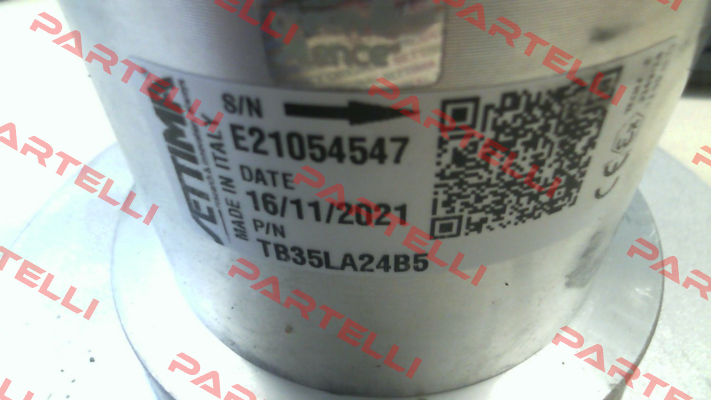 SETTIMA
MADE IN ITALY
S/N
E21054547
DATE
16/11/2021
P/N
TB35LA24B5
CE
PARTELLI
PARTELLI
PARTELLI
PARTELLI
PARTELLI
PARTELLI
PARTELLI
PARTELLI
PARTELLI